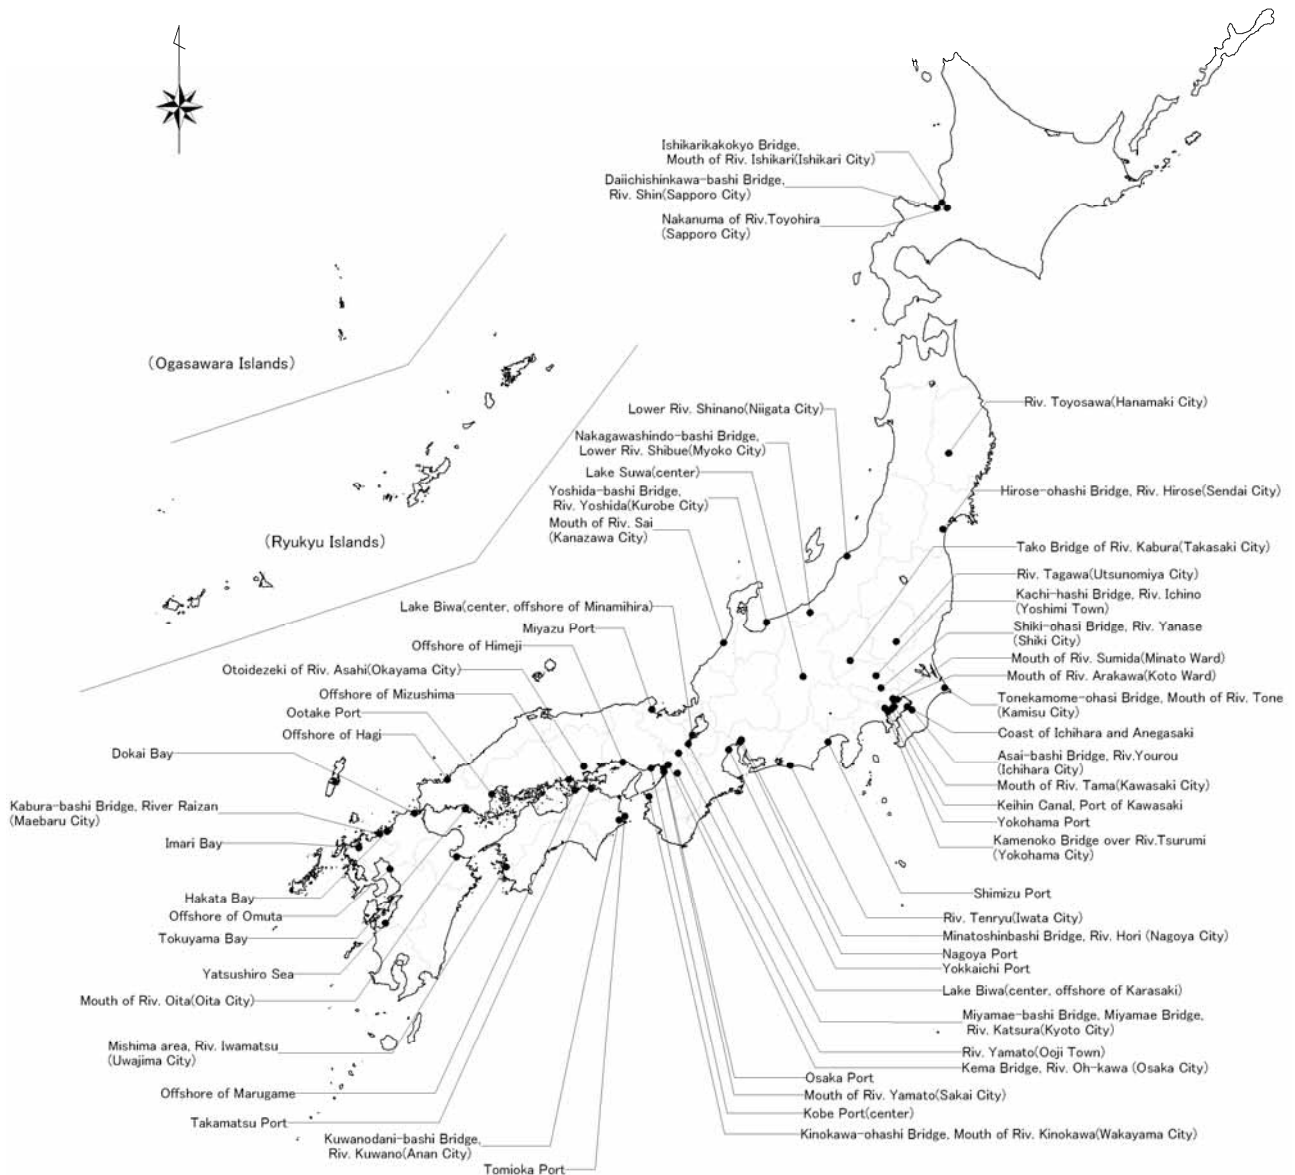 Ishikarikakokyo Bridge,
Mouth of Riv. Ishikari(Ishikari City)
Daiichishinkawa-bashi Bridge,
Riv. Shin(Sapporo City)
Nakanuma of Riv.Toyohira
(Sapporo City)
(Ogasawara Islands)
(Ryukyu Islands)
Riv. Toyosawa(Hanamaki City)
Lower Riv. Shinano(Niigata City)
Nakagawashindo-bashi Bridge,
Lower Riv. Shibue(Myoko City)
Lake Suwa(center)
Yoshida-bashi Bridge,
Riv. Yoshida(Kurobe City)
Mouth of Riv. Sai
(Kanazawa City)
Hirose-ohashi Bridge, Riv. Hirose(Sendai City)
Tako Bridge of Riv. Kabura(Takasaki City)
Riv. Tagawa(Utsunomiya City)
Kachi-hashi Bridge, Riv. Ichino
(Yoshimi Town)
Shiki-ohasi Bridge, Riv. Yanase
(Shiki City)
Mouth of Riv. Sumida(Minato Ward)
Mouth of Riv. Arakawa(Koto Ward)
Tonekamome-ohasi Bridge, Mouth of Riv. Tone
(Kamisu City)
Coast of Ichihara and Anegasaki
Asai-bashi Bridge, Riv.Yourou
(Ichihara City)
Mouth of Riv. Tama(Kawasaki City)
Keihin Canal, Port of Kawasaki
Yokohama Port
Kamenoko Bridge over Riv.Tsurumi
(Yokohama City)
Shimizu Port
Riv. Tenryu(Iwata City)
Minatoshinbashi Bridge, Riv. Hori (Nagoya City)
Nagoya Port
Yokkaichi Port
Lake Biwa(center, offshore of Karasaki)
Miyamae-bashi Bridge, Miyamae Bridge,
Riv. Katsura(Kyoto City)
Riv. Yamato(Ooji Town)
Kema Bridge, Riv. Oh-kawa (Osaka City)
Osaka Port
Mouth of Riv. Yamato(Sakai City)
Kobe Port(center)
Kinokawa-ohashi Bridge, Mouth of Riv. Kinokawa(Wakayama City)
Lake Biwa(center, offshore of Minamihira)
Miyazu Port
Offshore of Himeji
Otoidezeki of Riv. Asahi(Okayama City)
Offshore of Mizushima
Ootake Port
Offshore of Hagi
Dokai Bay
Kabura-bashi Bridge, River Raizan
(Maebaru City)
Imari Bay
Hakata Bay
Offshore of Omuta
Tokuyama Bay
Yatsushiro Sea
Mouth of Riv. Oita(Oita City)
Mishima area, Riv. Iwamatsu
(Uwajima City)
Offshore of Marugame
Takamatsu Port
Kuwanodani-bashi Bridge,
Riv. Kuwano(Anan City)
Tomioka Port